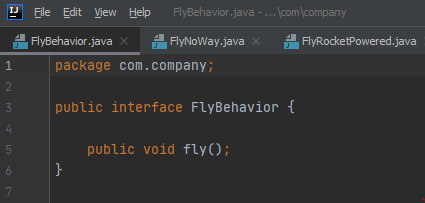 IJ File Edit View FlyBehavior.java - ...\com\company
FlyBehavior.java × FlyNoWay.java × FlyRocketPowered.java
1 package com.company;
2
3 public interface FlyBehavior {
4
5 public void fly();
6 }
7